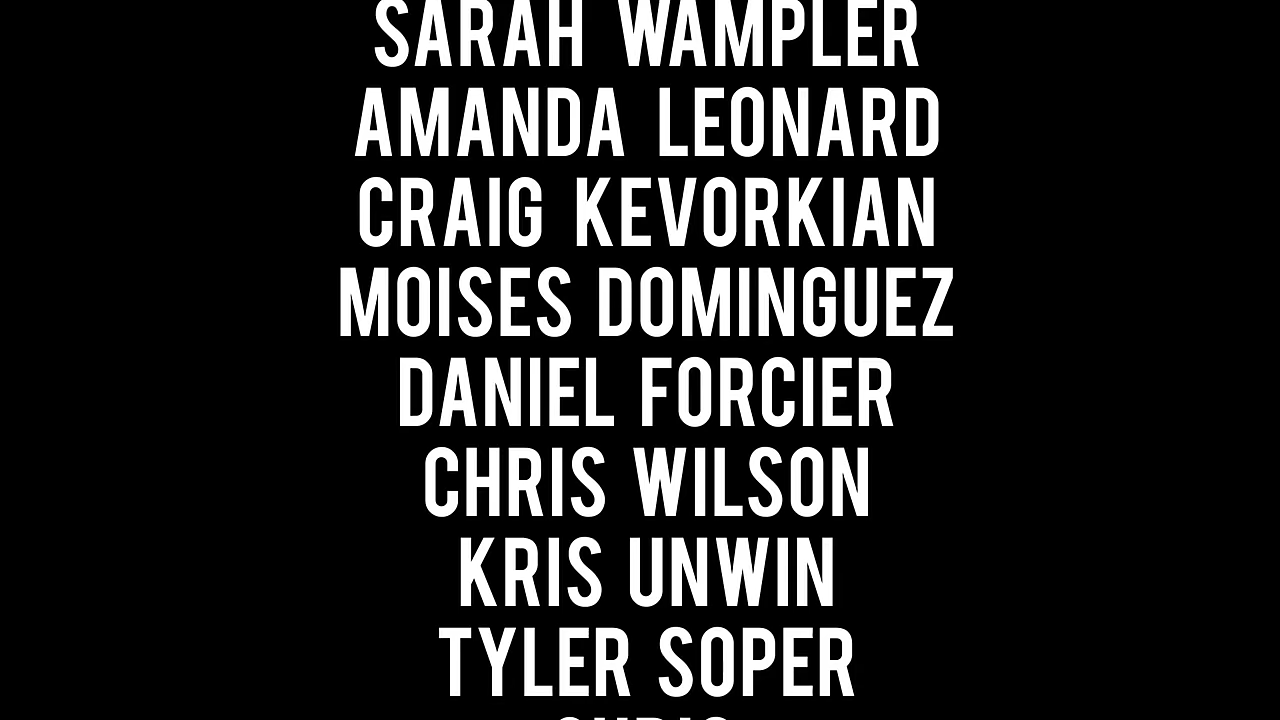 SARAH WAMPLER
AMANDA LEONARD
CRAIG KEVORKIAN
MOISES DOMINGUEZ
DANIEL FORCIER
CHRIS WILSON
KRIS UNWIN
TYLER SOPER